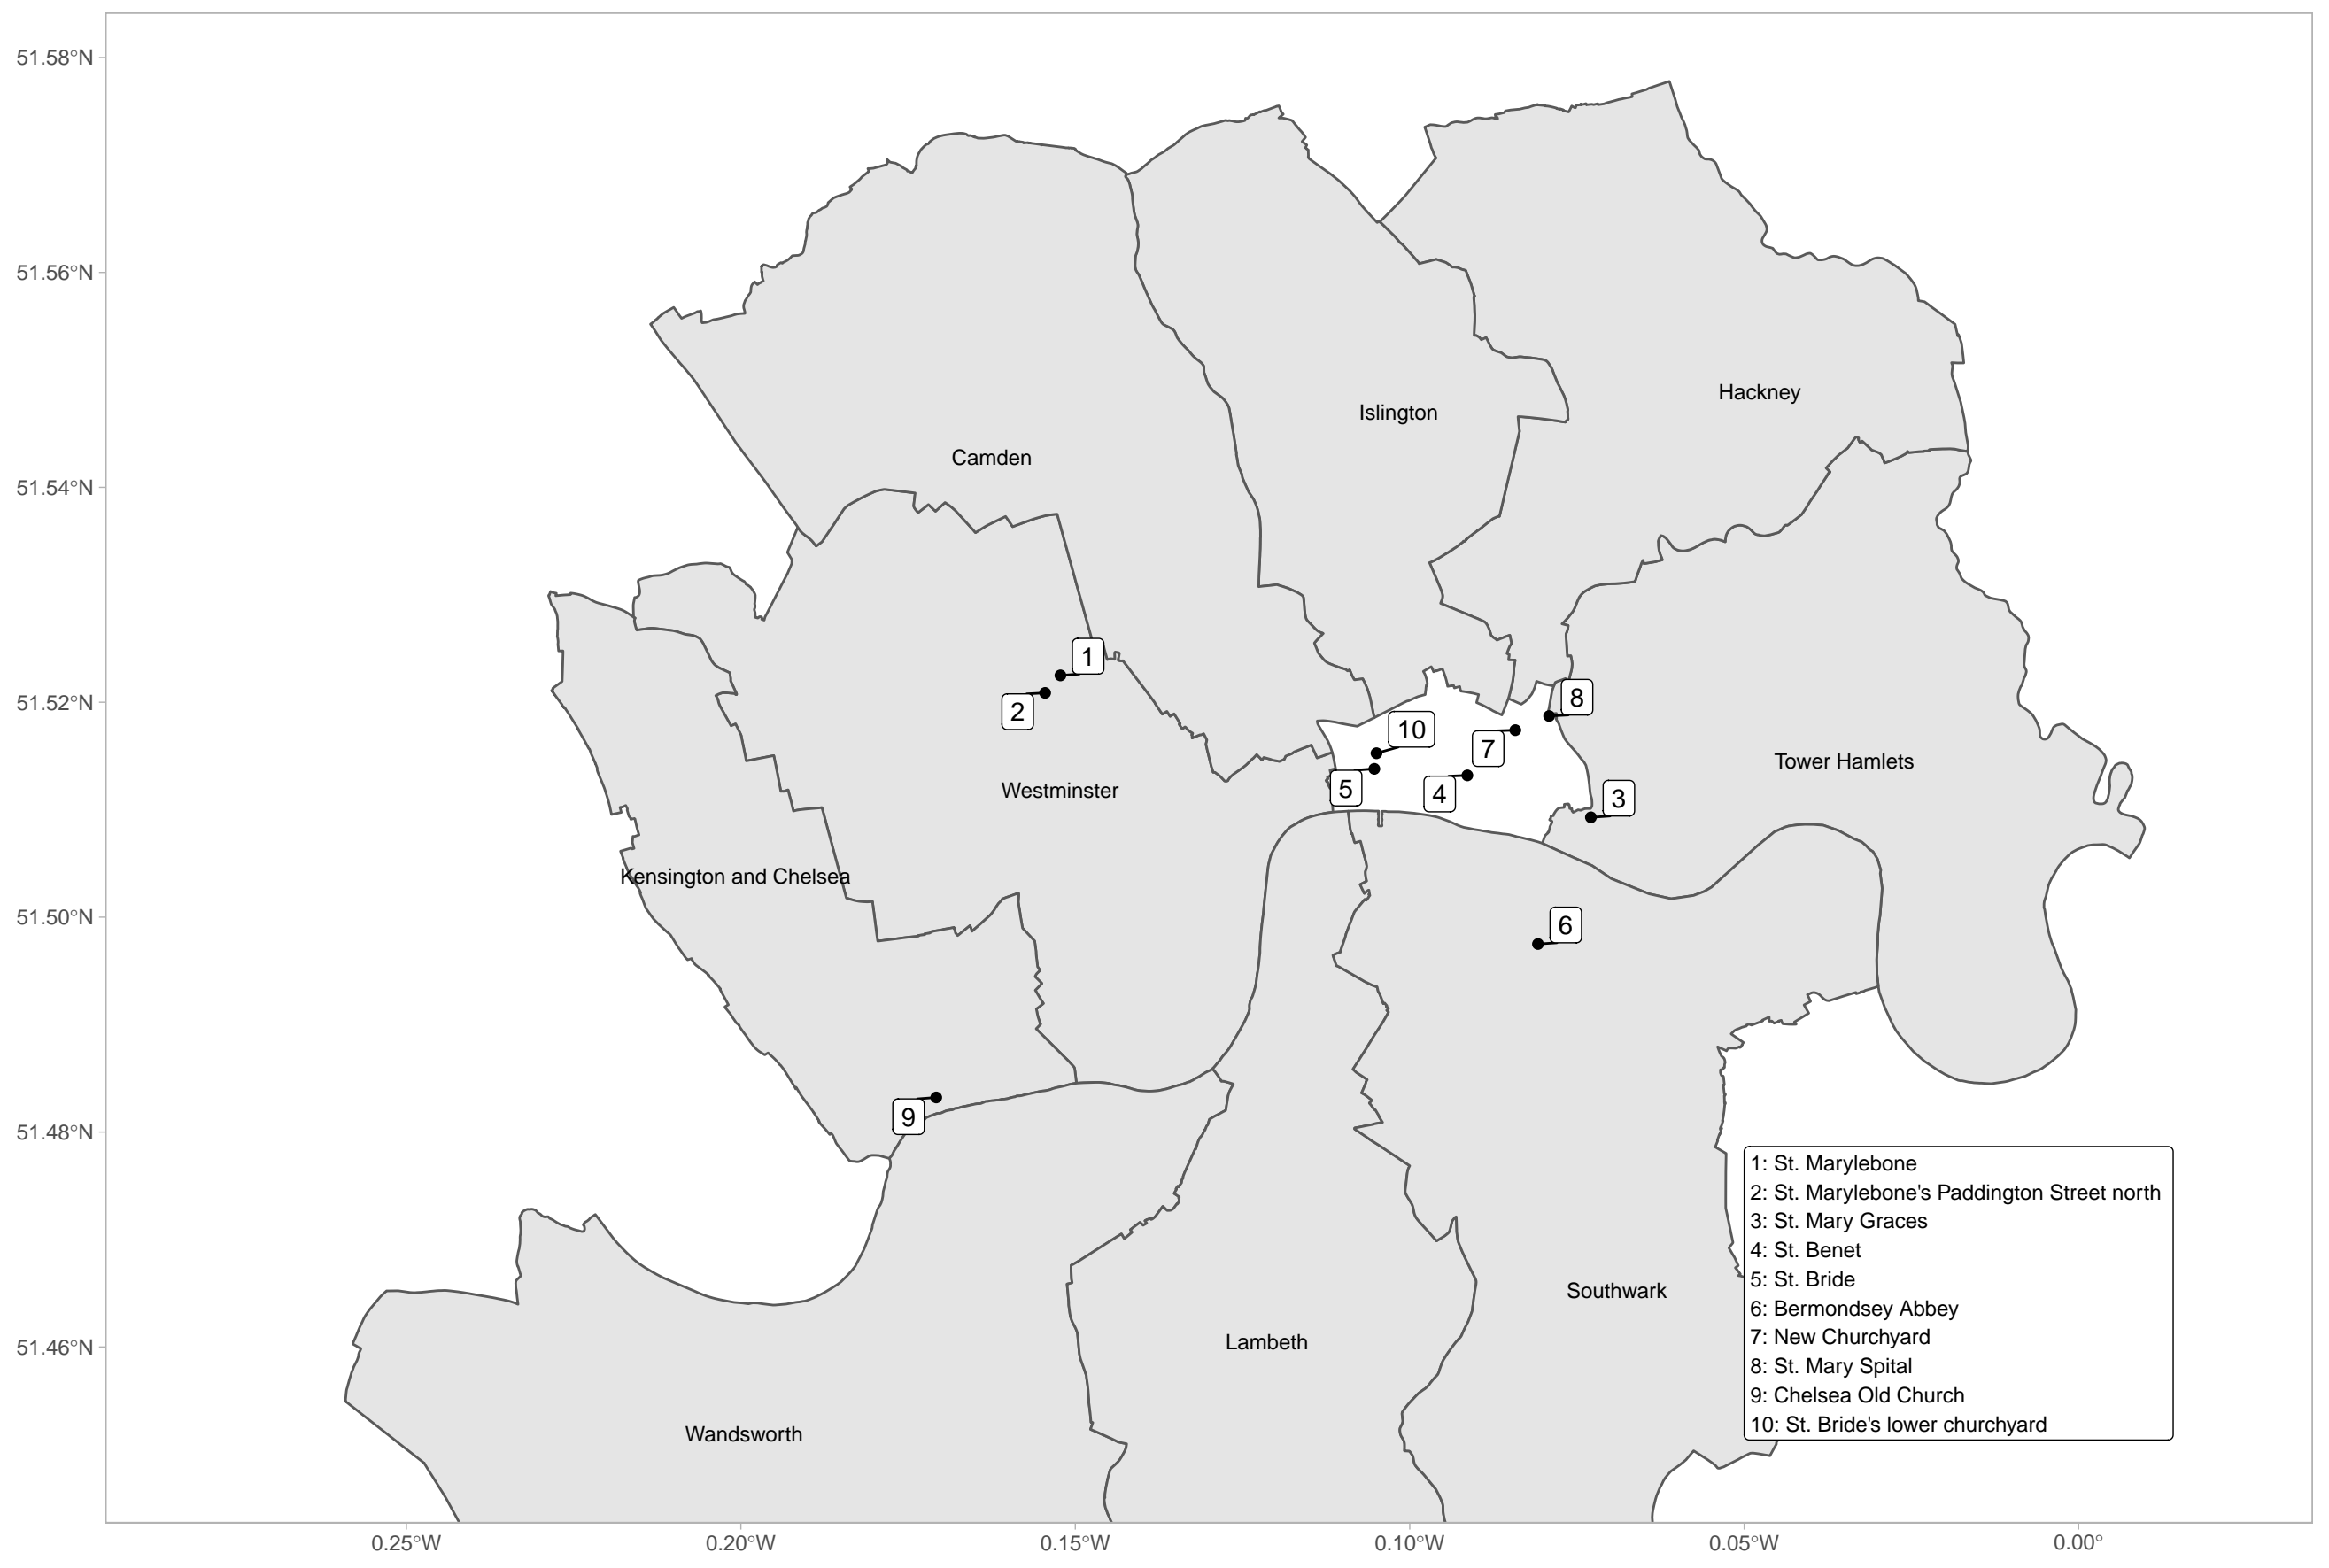 51.58°N
51.56°N
Hackney
Islington
Camden
51.54°N
1
51.52°N
2
8
10
7
5
4
3
Tower Hamlets
Westminster
Kensington and Chelsea
51.50°N
6
9
51.48°N
1: St. Marylebone
2: St. Marylebone's Paddington Street north
3: St. Mary Graces
4: St. Benet
5: St. Bride
6: Bermondsey Abbey
7: New Churchyard
8: St. Mary Spital
9: Chelsea Old Church
10: St. Bride's lower churchyard
Southwark
51.46°N
Lambeth
Wandsworth
0.25°W
0.20°W
0.15°W
0.10°W
0.05°W
0.00°